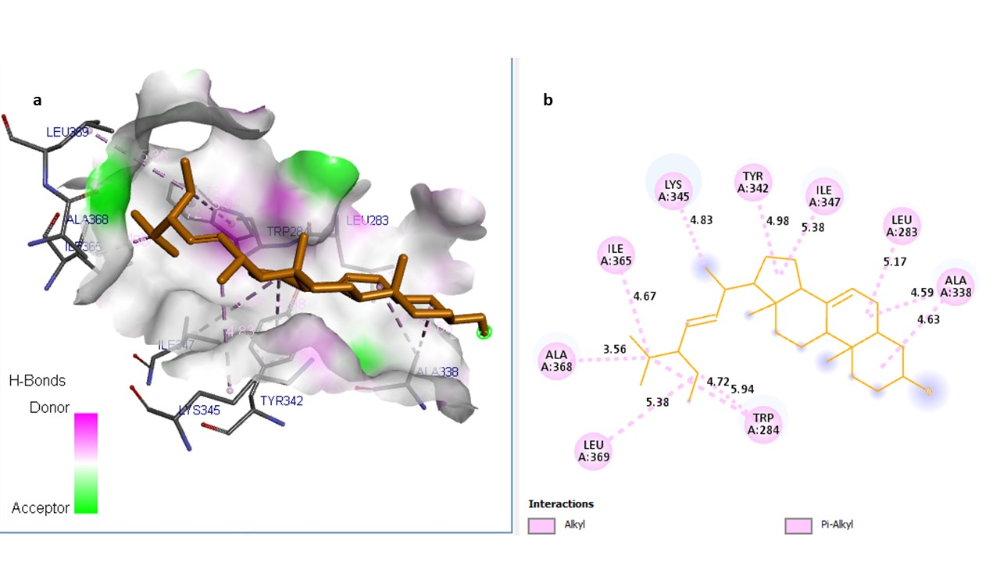 a
LEU369
ALA368
ILE365
TRP284
LEU283
ILE347
4.83
LYS345
TYR342
ALA338
H-Bonds
Donor
Acceptor
b
LYS
A:345
TYR
A:342
ILE
A:347
LEU
A:283
ALA
A:338
ILE
A:365
ALA
A:368
LEU
A:369
TRP
A:284
4.83
4.98
5.38
5.17
4.59
4.63
4.67
3.56
4.72
5.94
5.38
O
Interactions
Alkyl
Pi-Alkyl